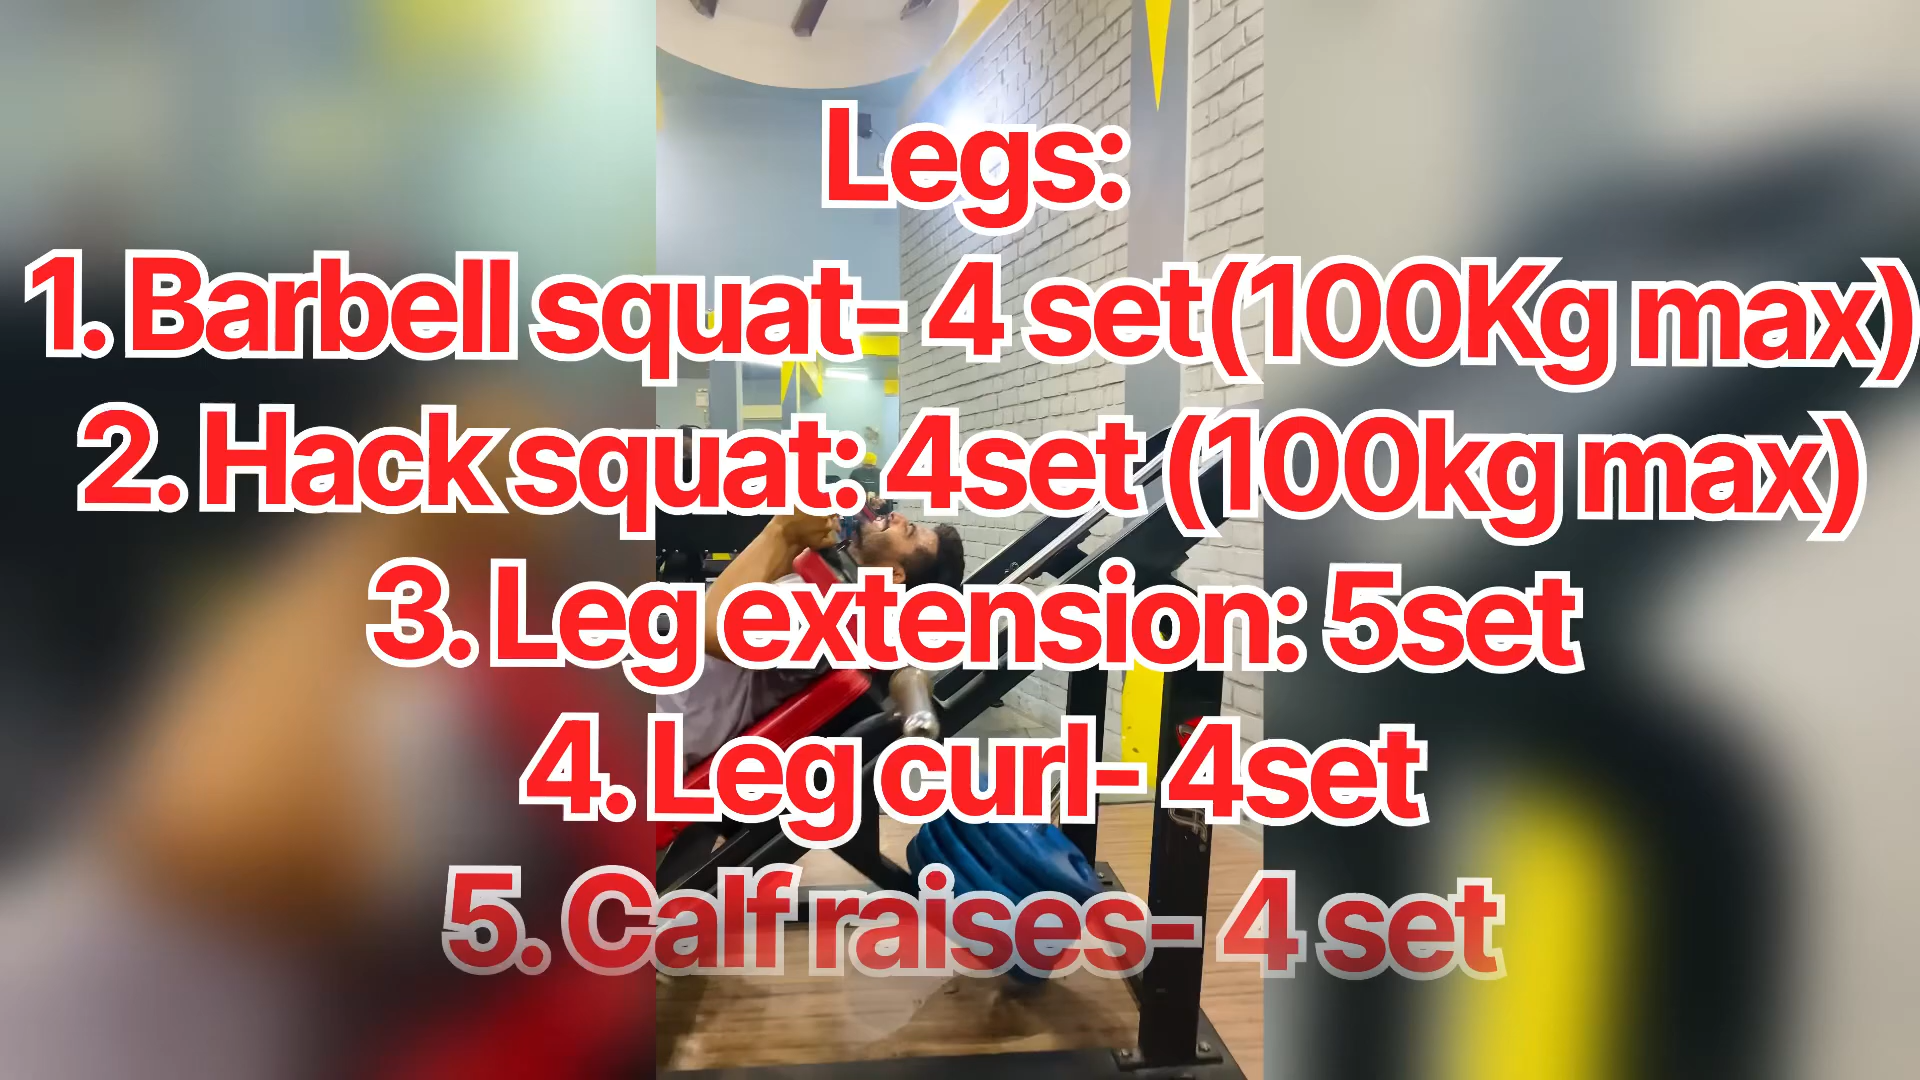 Legs:
1. Barbell squat- 4 set(100Kg max)
2. Hack squat: 4set (100kg max)
3. Leg extension: 5set
4. Leg curl- 4set
5. Calf raises- 4 set